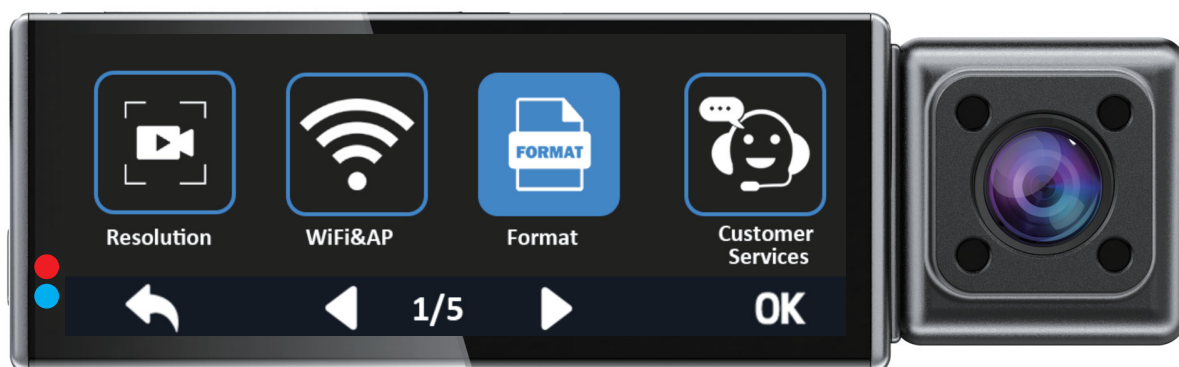 FORMAT
Resolution
WiFi&AP
Format
Customer
Services
1/5
OK